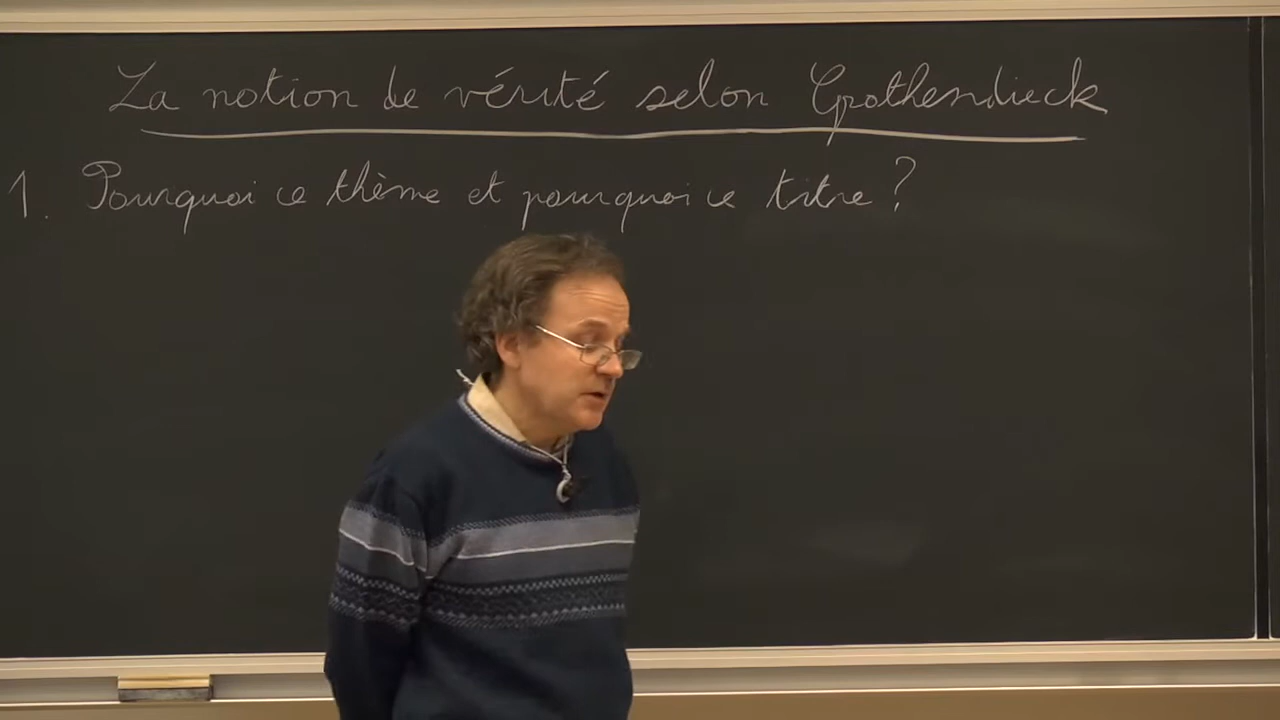 La notion de vérité selon Grothendieck
1. Pourquoi ce thème et pourquoi ce titre ?